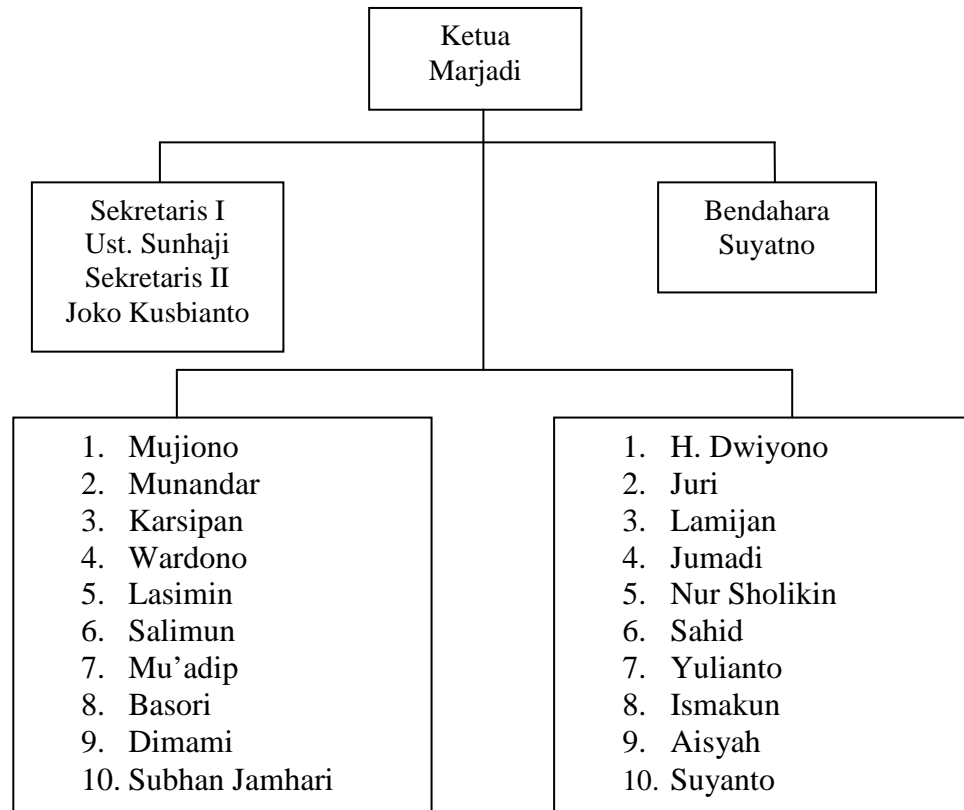 Ketua
Marjadi
Sekretaris I
Ust. Sunhaji
Sekretaris II
Joko Kusbianto
Bendahara
Suyatno
1. Mujiono
2. Munandar
3. Karsipan
4. Wardono
5. Lasimin
6. Salimun
7. Mu’adip
8. Basori
9. Dimami
10. Subhan Jamhari
1. H. Dwiyono
2. Juri
3. Lamijan
4. Jumadi
5. Nur Sholikin
6. Sahid
7. Yulianto
8. Ismakun
9. Aisyah
10. Suyanto